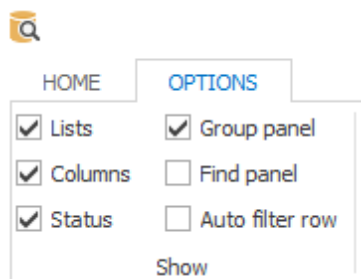 HOME OPTIONS
Lists Group panel
Columns Find panel
Status Auto filter row
Show